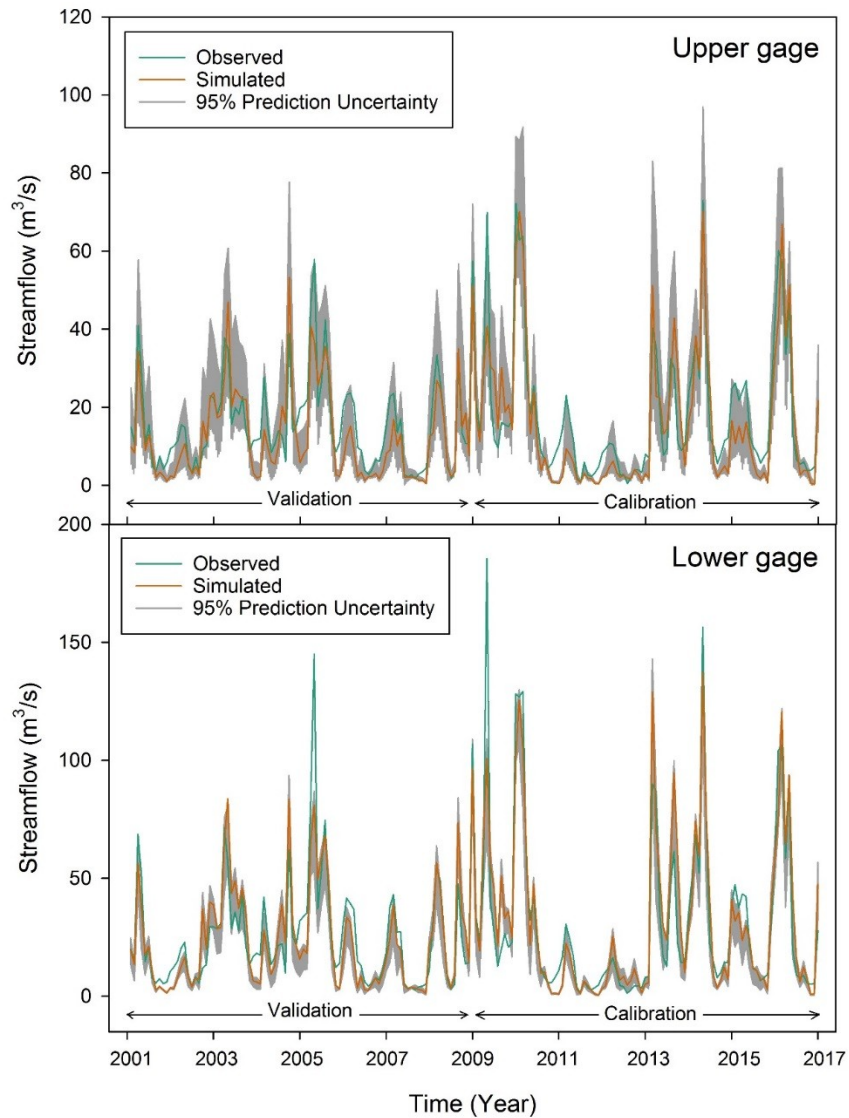 120
Upper gage
Observed
Simulated
95% Prediction Uncertainty
100
80
60
40
20
0
Streamflow (m³/s)
Validation
Calibration
200
Lower gage
Observed
Simulated
95% Prediction Uncertainty
150
100
50
0
Streamflow (m³/s)
Validation
Calibration
2001 2003 2005 2007 2009 2011 2013 2015 2017
Time (Year)